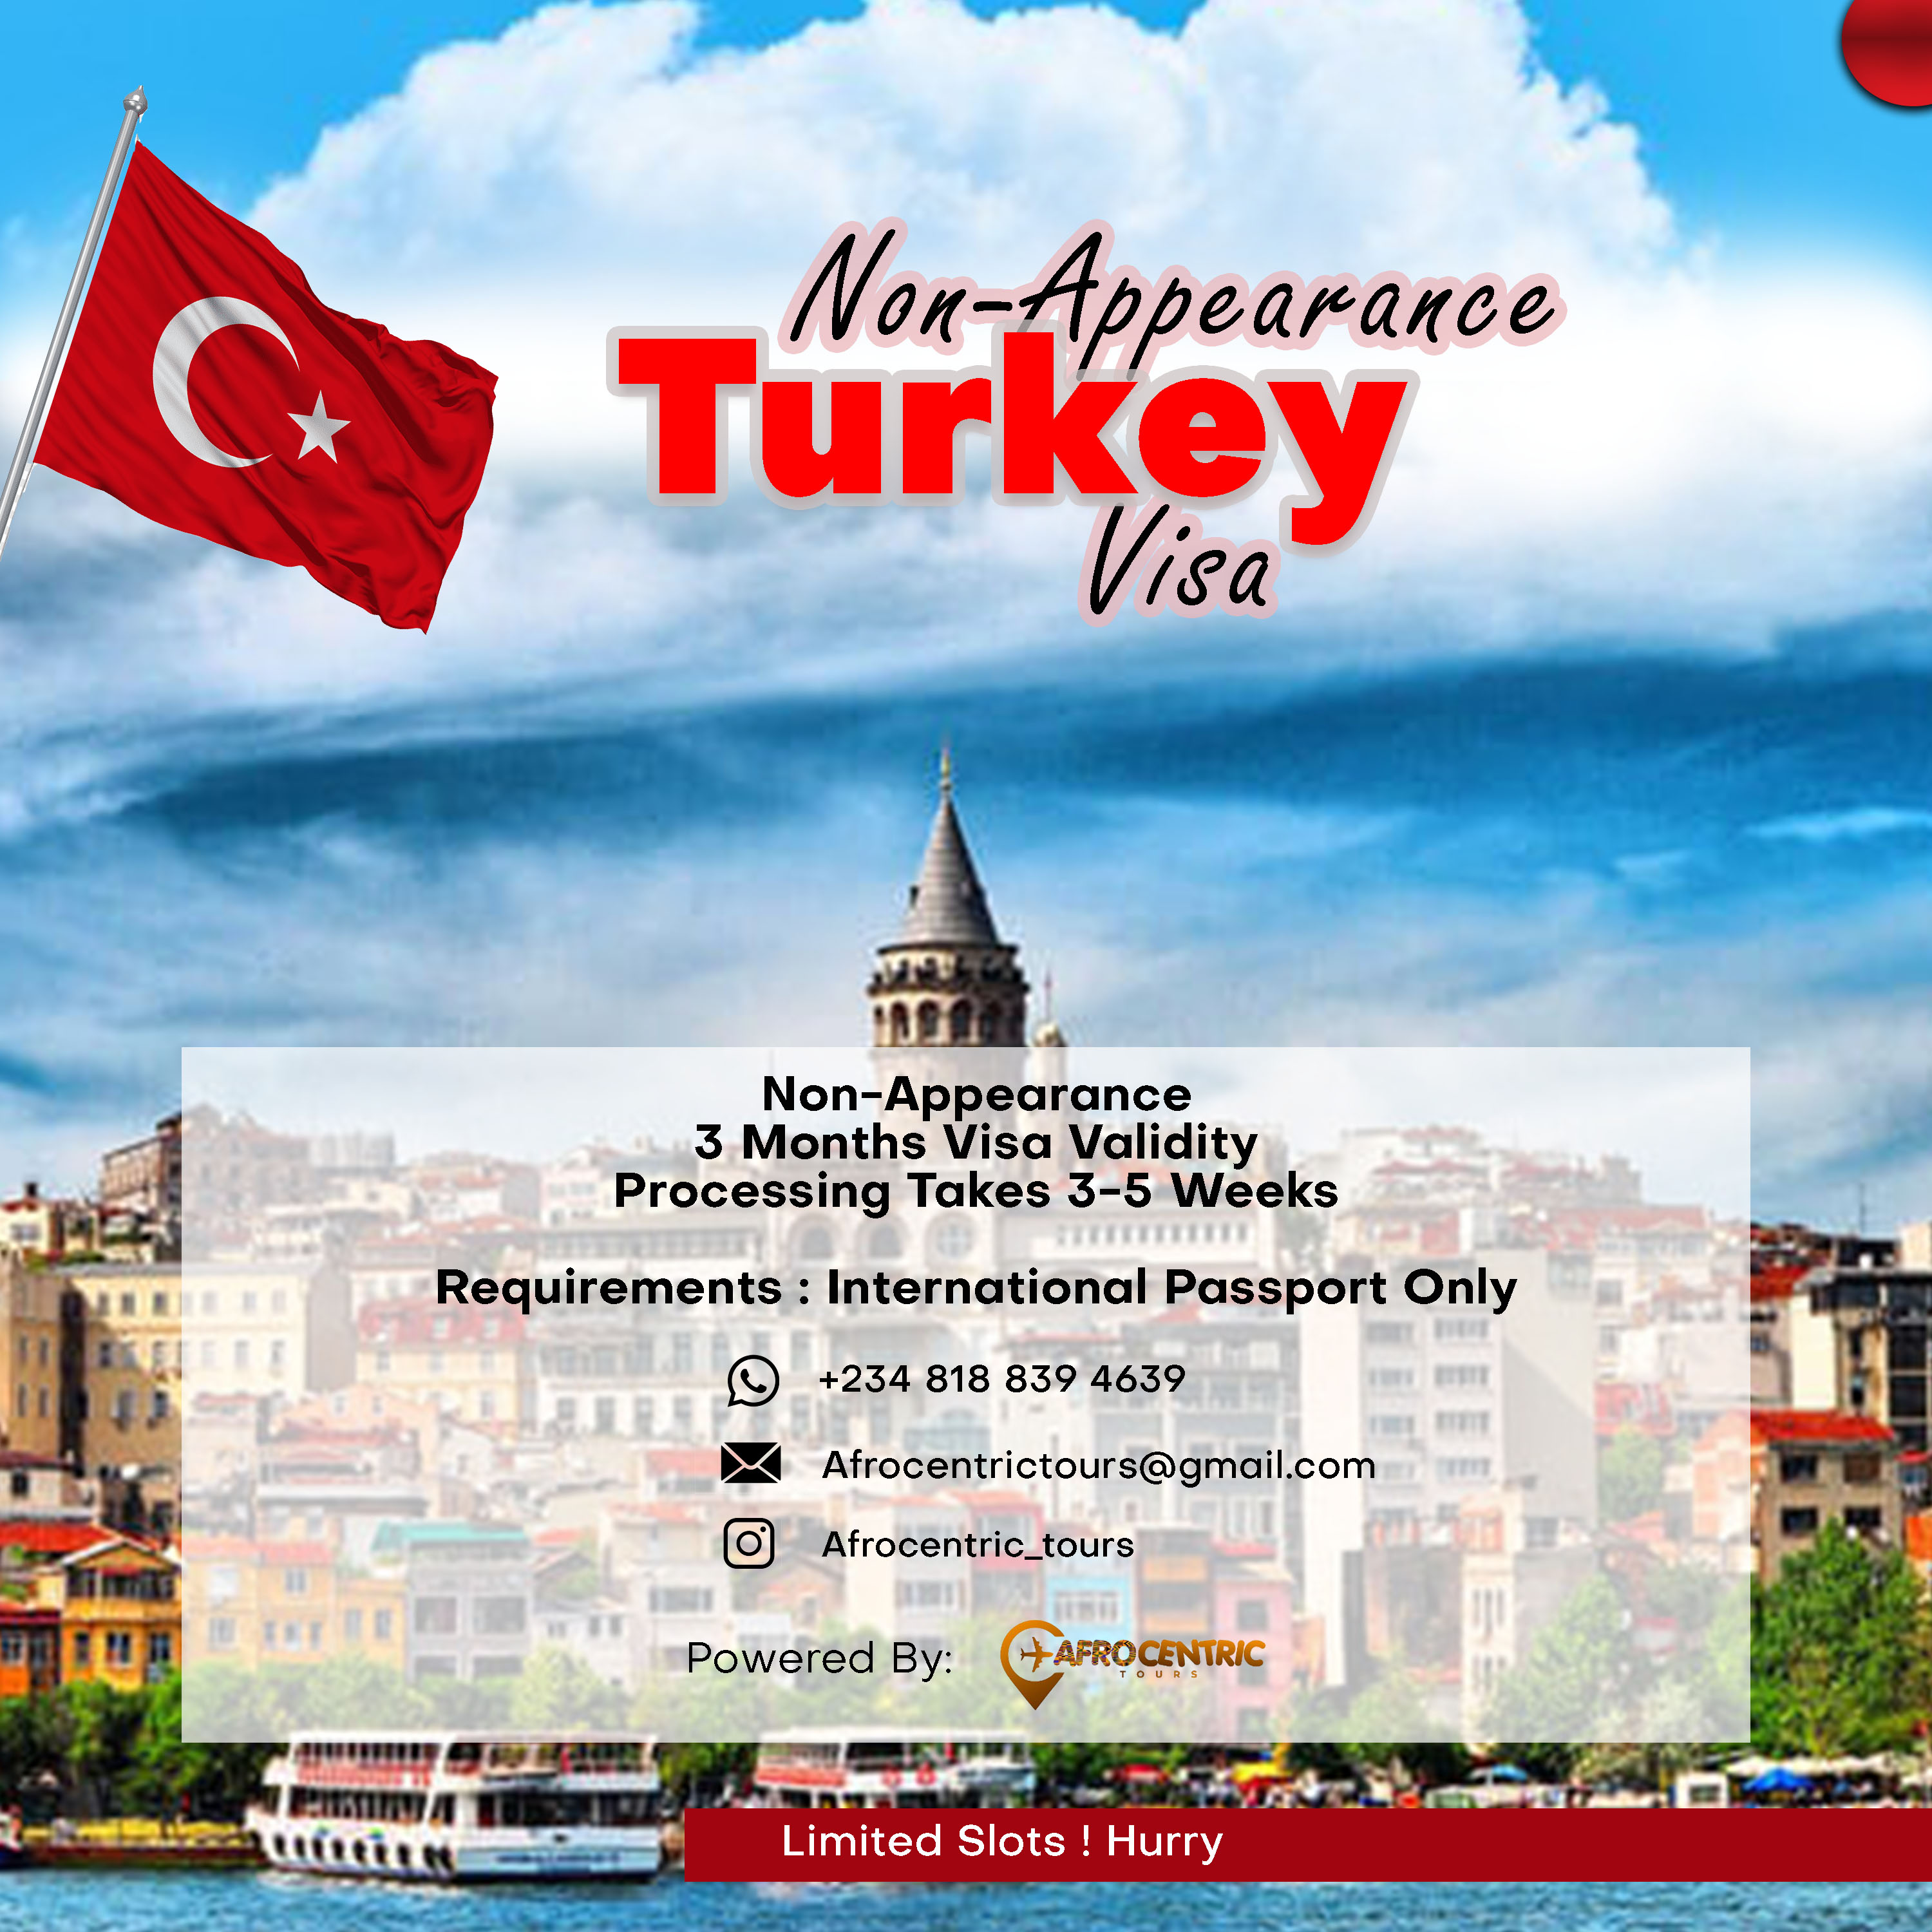 Non-Appearance
Turkey
Visa
Non-Appearance
3 Months Visa Validity
Processing Takes 3-5 Weeks
Requirements : International Passport Only
+234 818 839 4639
Afrocentrictours@gmail.com
Afrocentric_tours
Powered By:
AFROCENTRIC
TOURS
Limited Slots ! Hurry